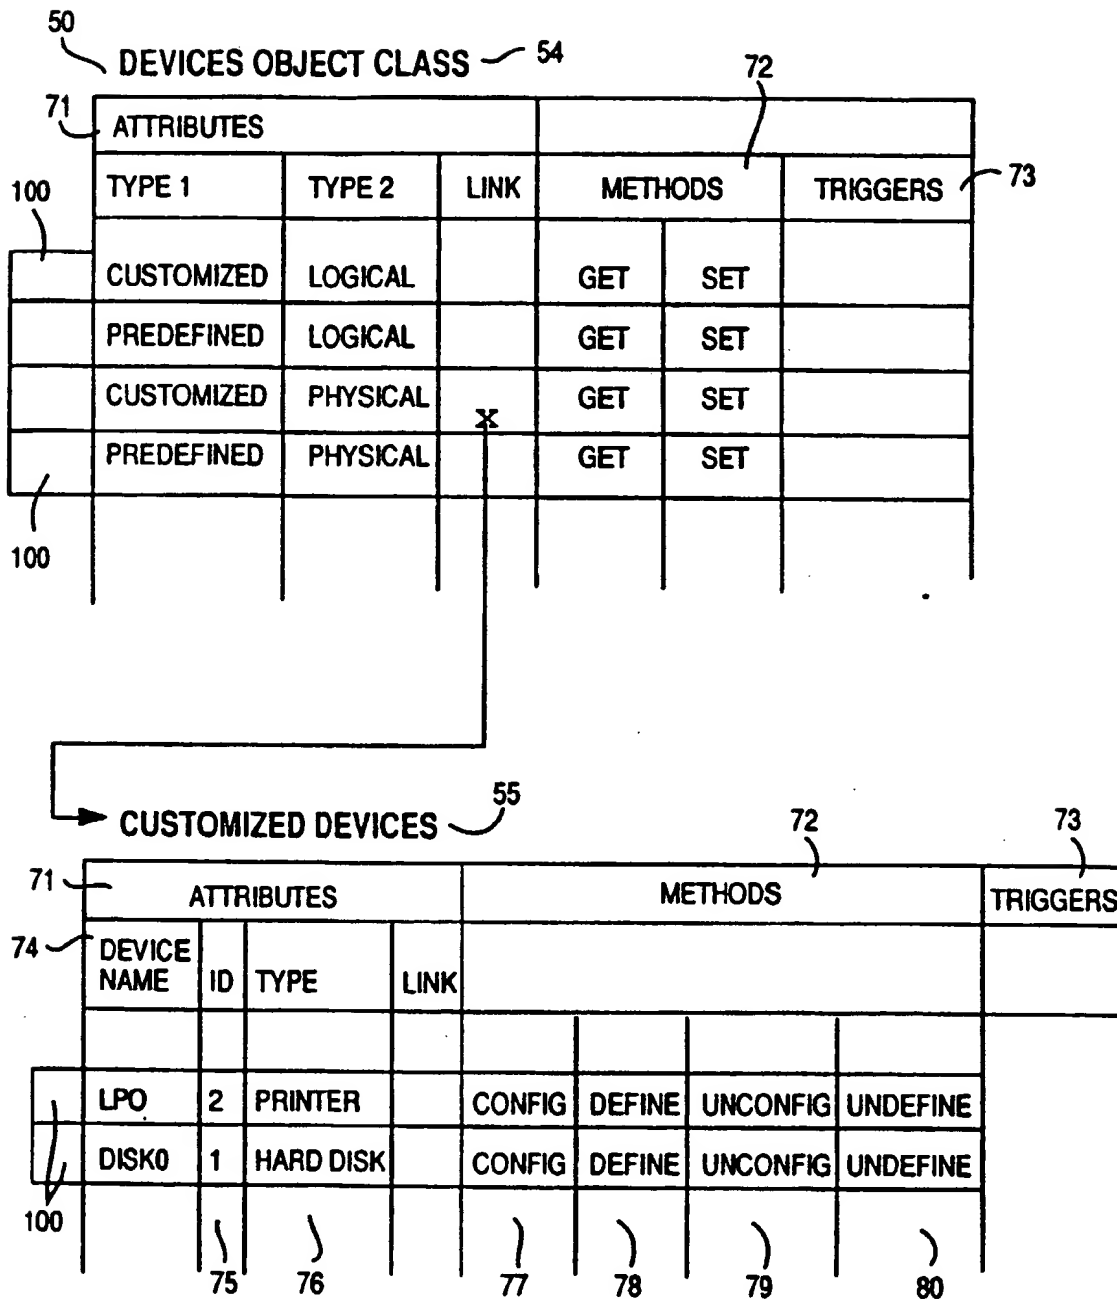 50
DEVICES OBJECT CLASS 54
72
71 ATTRIBUTES
TYPE 1 TYPE 2 LINK METHODS TRIGGERS 73
100
CUSTOMIZED LOGICAL GET SET
PREDEFINED LOGICAL GET SET
CUSTOMIZED PHYSICAL X GET SET
PREDEFINED PHYSICAL GET SET
100
CUSTOMIZED DEVICES 55
72 73
71 ATTRIBUTES METHODS TRIGGERS
74 DEVICE NAME ID TYPE LINK
LPO 2 PRINTER CONFIG DEFINE UNCONFIG UNDEFINE
DISK0 1 HARD DISK CONFIG DEFINE UNCONFIG UNDEFINE
100
75 76 77 78 79 80